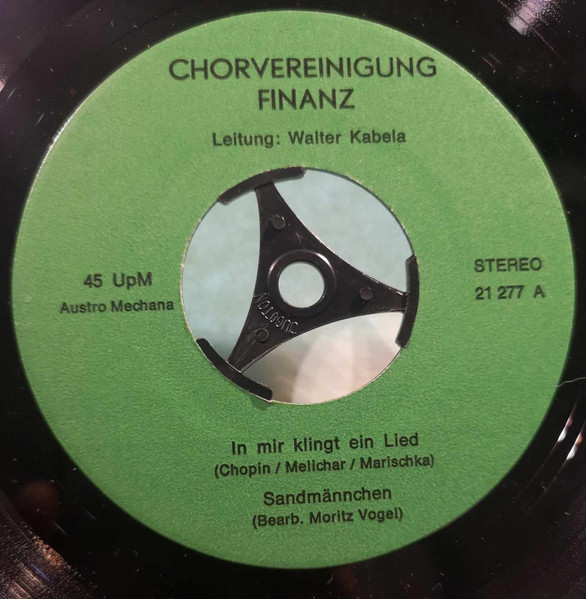 CHORVEREINIGUNG
FINANZ
Leitung: Walter Kabela
45 UpM
Austro Mechana
STEREO
21 277 A
JUGOTON
In mir klingt ein Lied
(Chopin / Melichar / Marischka)
Sandmännchen
(Bearb. Moritz Vogel)